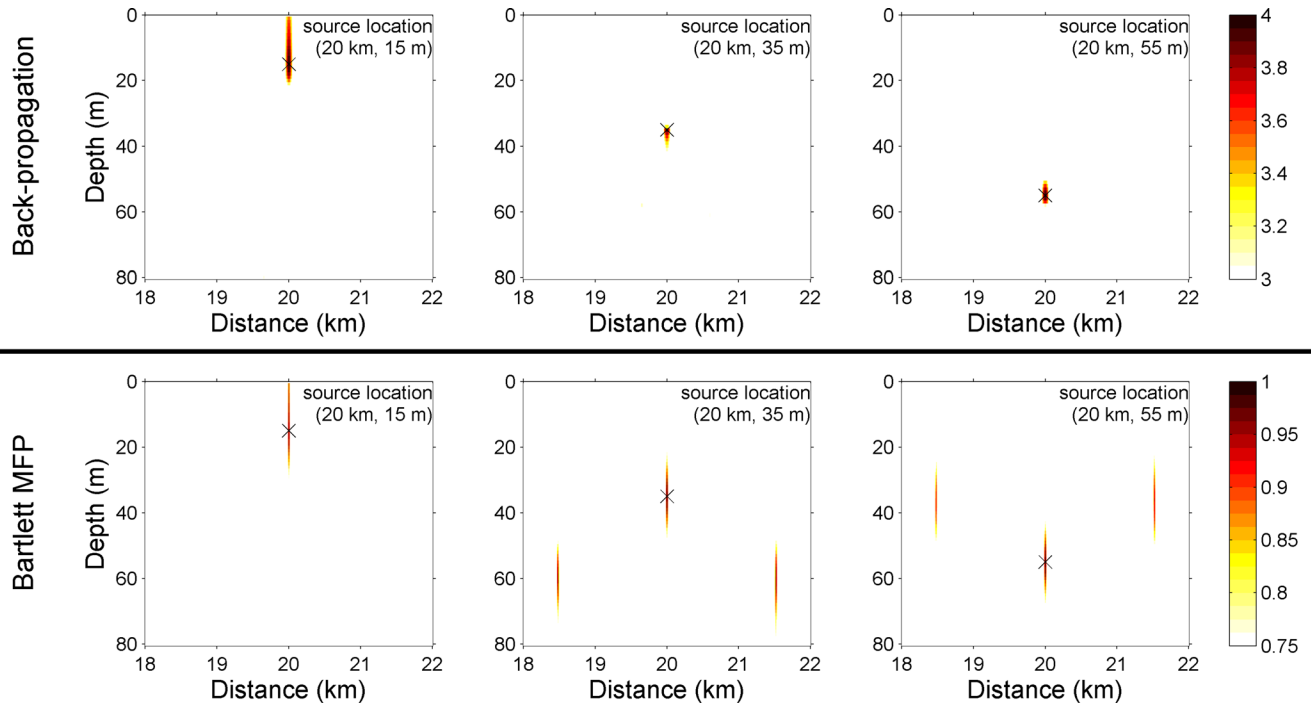 Back-propagation
Depth (m)
0
20
40
60
80
18 19 20 21 22
Distance (km)
source location
(20 km, 15 m)
0
20
40
60
80
18 19 20 21 22
Distance (km)
source location
(20 km, 35 m)
0
20
40
60
80
18 19 20 21 22
Distance (km)
source location
(20 km, 55 m)
4
3.8
3.6
3.4
3.2
3
Bartlett MFP
Depth (m)
0
20
40
60
80
18 19 20 21 22
Distance (km)
source location
(20 km, 15 m)
0
20
40
60
80
18 19 20 21 22
Distance (km)
source location
(20 km, 35 m)
0
20
40
60
80
18 19 20 21 22
Distance (km)
source location
(20 km, 55 m)
1
0.95
0.9
0.85
0.8
0.75